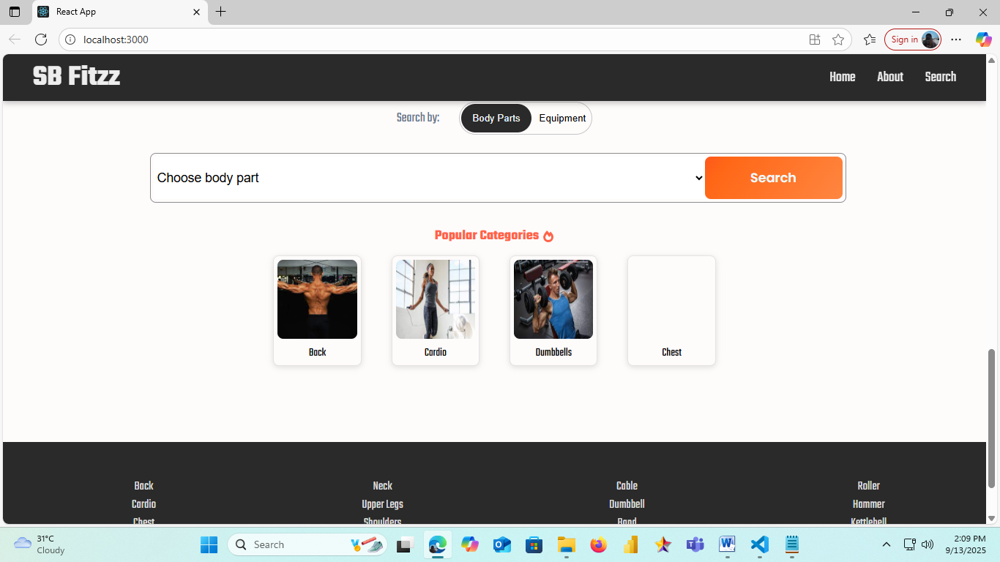 React App
localhost:3000
Sign in
SB Fitzz
Home About Search
Search by: Body Parts Equipment
Choose body part Search
Popular Categories
Back Cardio Dumbbells Chest
Back Neck Cable Roller
Cardio Upper Legs Dumbbell Hammer
Chest Shoulders Band Kettlebell
31°C
Cloudy
Search
2:09 PM
9/13/2025